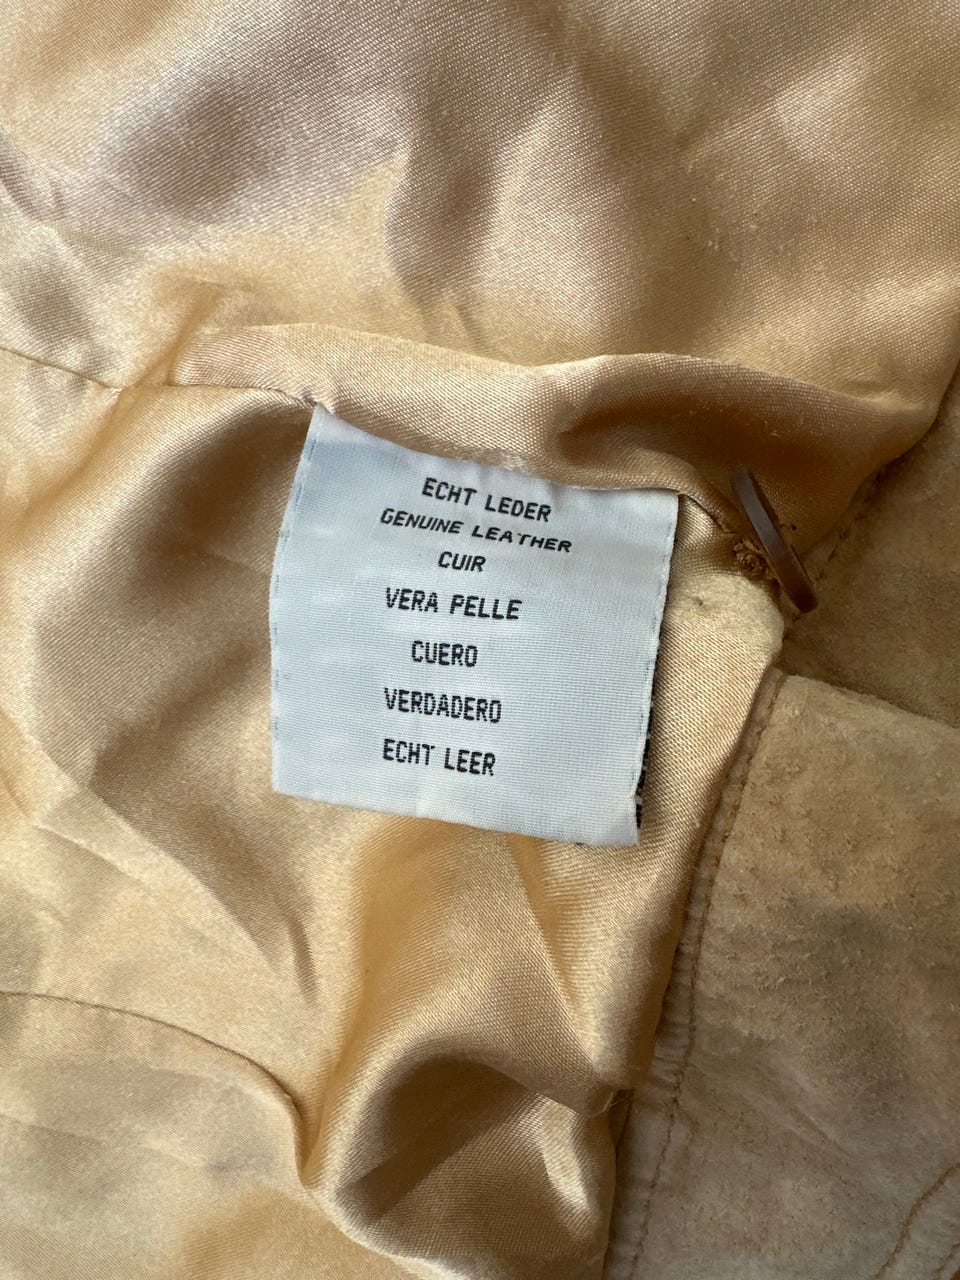 ECHT LEDER
GENUINE LEATHER
CUIR
VERA PELLE
CUERO
VERDADERO
ECHT LEER